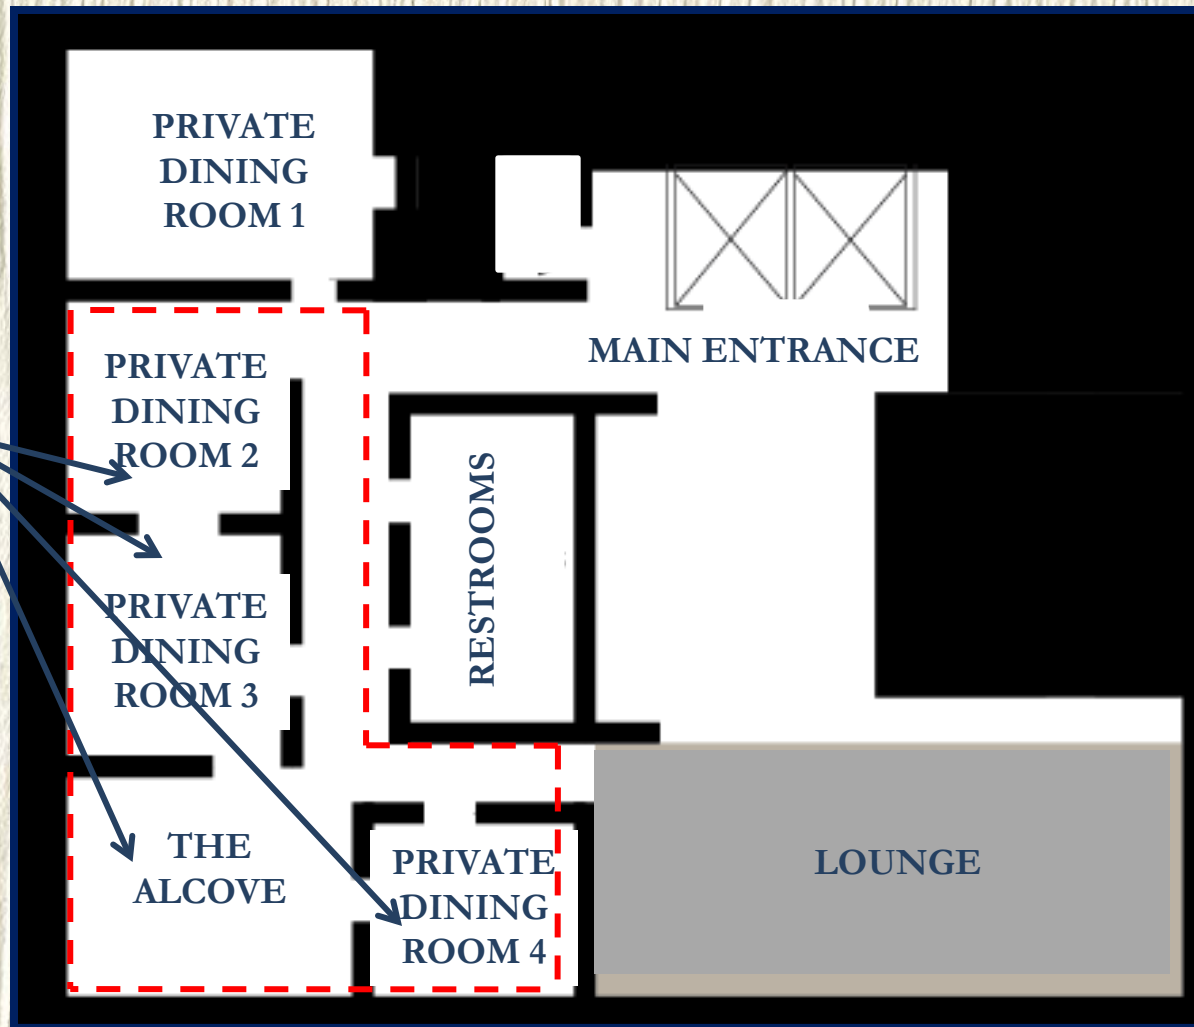 PRIVATE
DINING
ROOM 1
MAIN ENTRANCE
PRIVATE
DINING
ROOM 2
RESTROOMS
PRIVATE
DINING
ROOM 3
THE
ALCOVE
PRIVATE
DINING
ROOM 4
LOUNGE